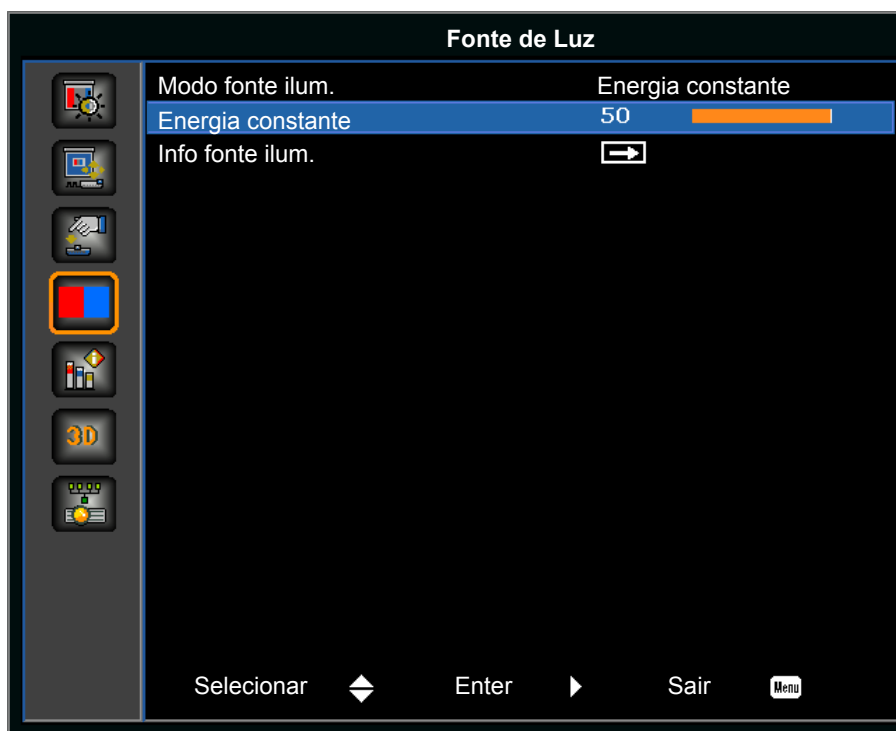 Fonte de Luz
Modo fonte ilum. Energia constante
Energia constante 50
Info fonte ilum.
3D
Selecionar Enter Sair Menu